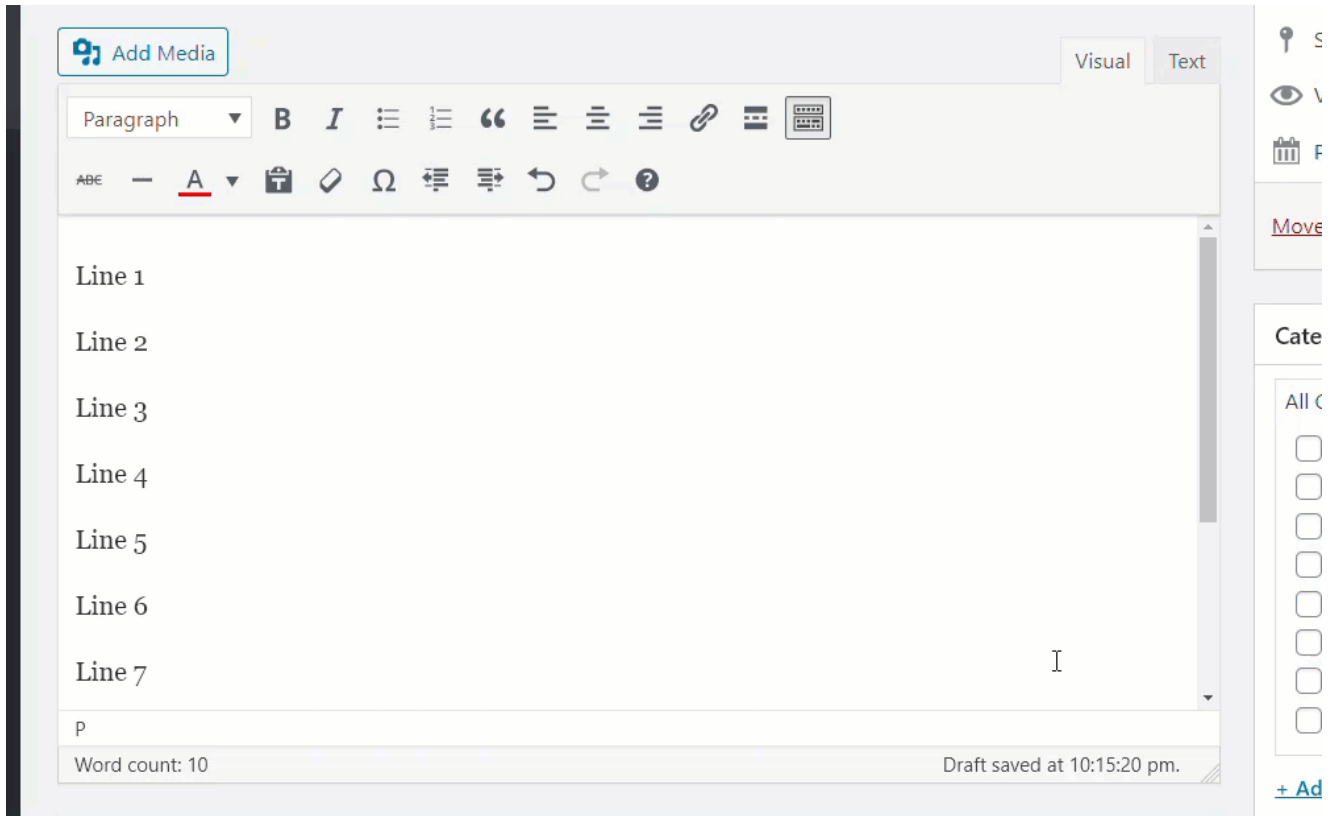 Add Media
Visual Text
Paragraph
B I
ABC A
Line 1
Line 2
Line 3
Line 4
Line 5
Line 6
Line 7
P
Word count: 10
Draft saved at 10:15:20 pm.
Move
Cate
All
+ Ad